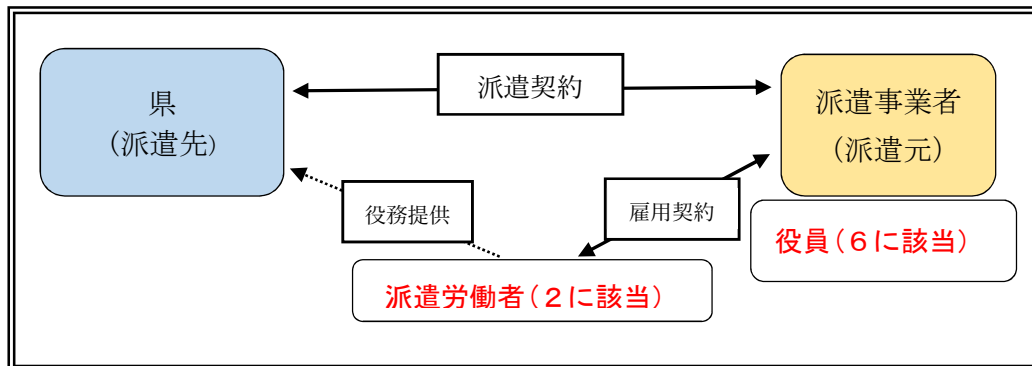 県
（派遣先）
派遣契約
派遣事業者
（派遣元）
役務提供
雇用契約
役員（６に該当）
派遣労働者（２に該当）